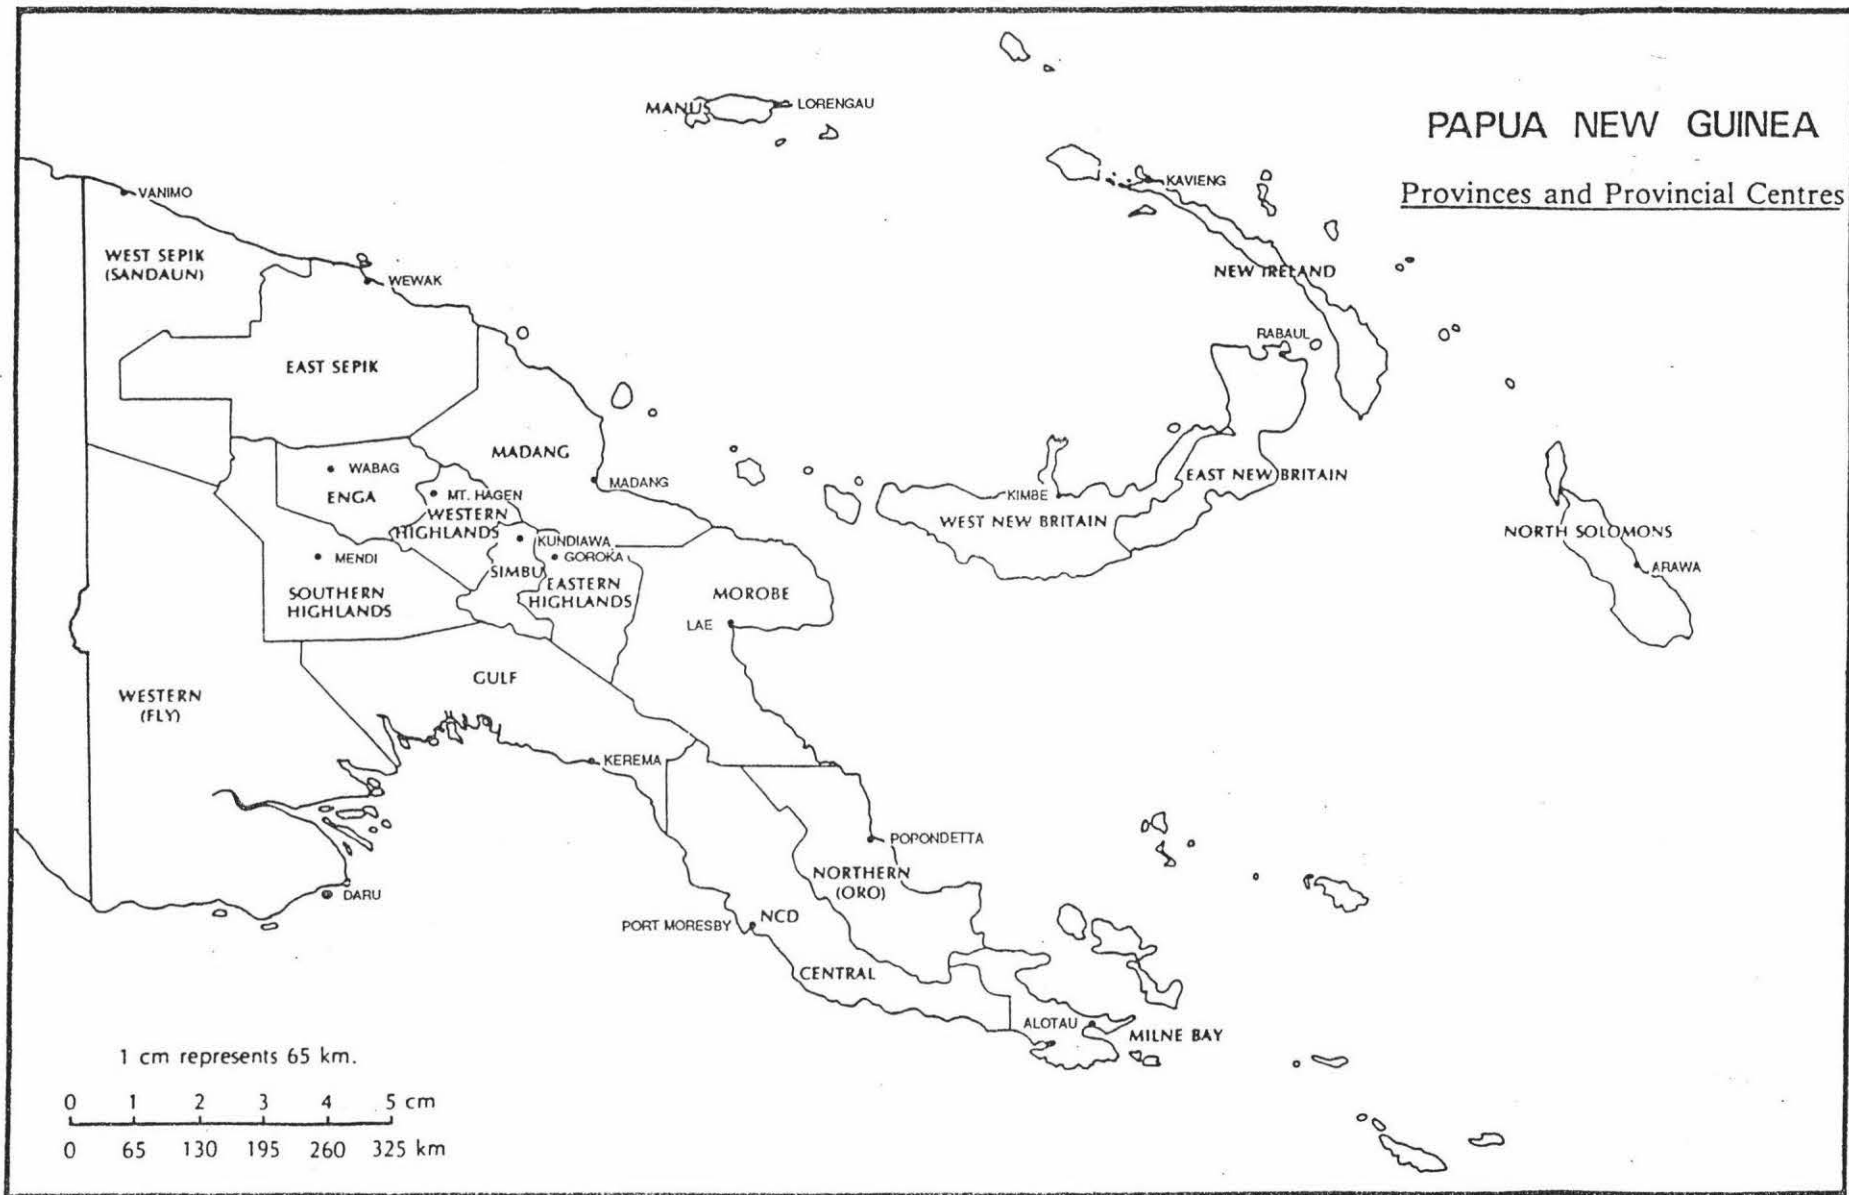 MANUS
LORENGAU
PAPUA NEW GUINEA
Provinces and Provincial Centres
KAVIENG
VANIMO
WEST SEPIK
(SANDAUN)
WEWAK
NEW IRELAND
RABAUL
EAST SEPIK
MADANG
WABAG
ENGA
MT. HAGEN
MADANG
WESTERN
HIGHLANDS
KIMBE
EAST NEW BRITAIN
WEST NEW BRITAIN
NORTH SOLOMONS
ARAWA
KUNDIAWA
GOROKA
MENDI
SIMBU
EASTERN
HIGHLANDS
SOUTHERN
HIGHLANDS
MOROBE
LAE
GULF
WESTERN
(FLY)
KEREMA
POPONDETTA
NORTHERN
(ORO)
DARU
PORT MORESBY
NCD
CENTRAL
ALOTAU
MILNE BAY
1 cm represents 65 km.
0 1 2 3 4 5 cm
0 65 130 195 260 325 km